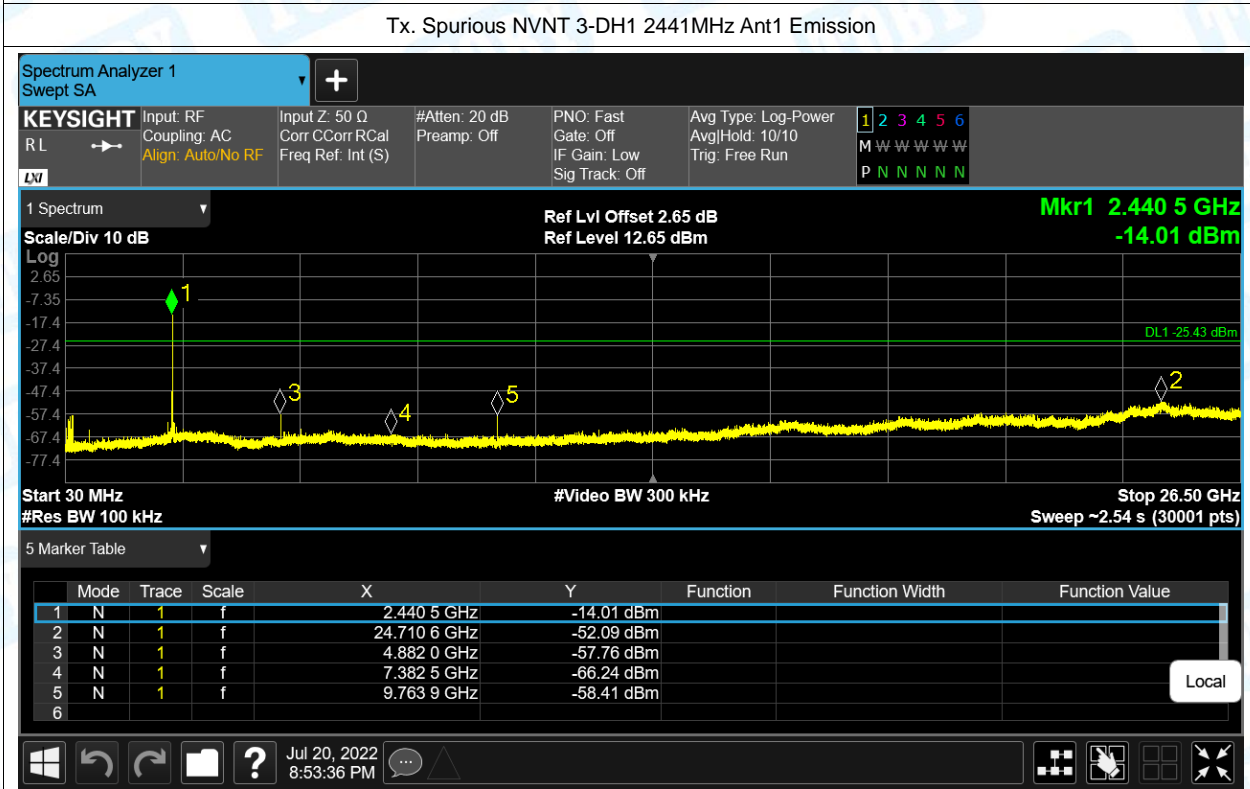 Tx. Spurious NVNT 3-DH1 2441MHz Ant1 Emission
Spectrum Analyzer 1
Swept SA
+
KEYSIGHT Input: RF Input Z: 50 Ω #Atten: 20 dB PNO: Fast Avg Type: Log-Power 1 2 3 4 5 6
RL Coupling: AC Corr CCorr RCal Preamp: Off Gate: Off Avg|Hold: 10/10 M W W W W W W
Align: Auto/No RF Freq Ref: Int (S) IF Gain: Low Trig: Free Run
LXI Sig Track: Off P N N N N N
1 Spectrum Ref Lvl Offset 2.65 dB Mkr1 2.440 5 GHz
Scale/Div 10 dB Ref Level 12.65 dBm -14.01 dBm
Log
2.65
-7.35 1
-17.4
DL1 -25.43 dBm
-27.4
-37.4
-47.4 3 5 2
-57.4 4
-67.4
-77.4
Start 30 MHz #Video BW 300 kHz Stop 26.50 GHz
#Res BW 100 kHz Sweep ~2.54 s (30001 pts)
5 Marker Table
Mode Trace Scale X Y Function Function Width Function Value
1 N 1 f 2.440 5 GHz -14.01 dBm
2 N 1 f 24.710 6 GHz -52.09 dBm
3 N 1 f 4.882 0 GHz -57.76 dBm
4 N 1 f 7.382 5 GHz -66.24 dBm
5 N 1 f 9.763 9 GHz -58.41 dBm
6
Local
? Jul 20, 2022
8:53:36 PM